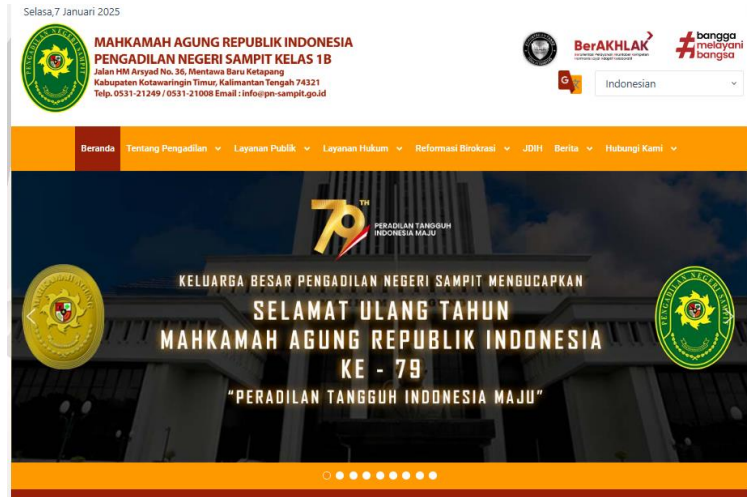 Selasa,7 Januari 2025
MAHKAMAH AGUNG REPUBLIK INDONESIA
PENGADILAN NEGERI SAMPIT KELAS 1B
Jalan HM Arsyad No. 36, Mentawa Baru Ketapang
Kabupaten Kotawaringin Timur, Kalimantan Tengah 74321
Telp. 0531-21249 / 0531-21008 Email : info@pn-sampit.go.id
BerAKHLAK
# bangga
melayani
bangsa
G
Indonesian
Beranda Tentang Pengadilan Layanan Publik Layanan Hukum Reformasi Birokrasi JDIH Berita Hubungi Kami
79TH
PERADILAN TANGGUH
INDONESIA MAJU
KELUARGA BESAR PENGADILAN NEGERI SAMPIT MENGUCAPKAN
SELAMAT ULANG TAHUN
MAHKAMAH AGUNG REPUBLIK INDONESIA
KE - 79
"PERADILAN TANGGUH INDONESIA MAJU"
PENGADILAN NEGERI SAMPIT